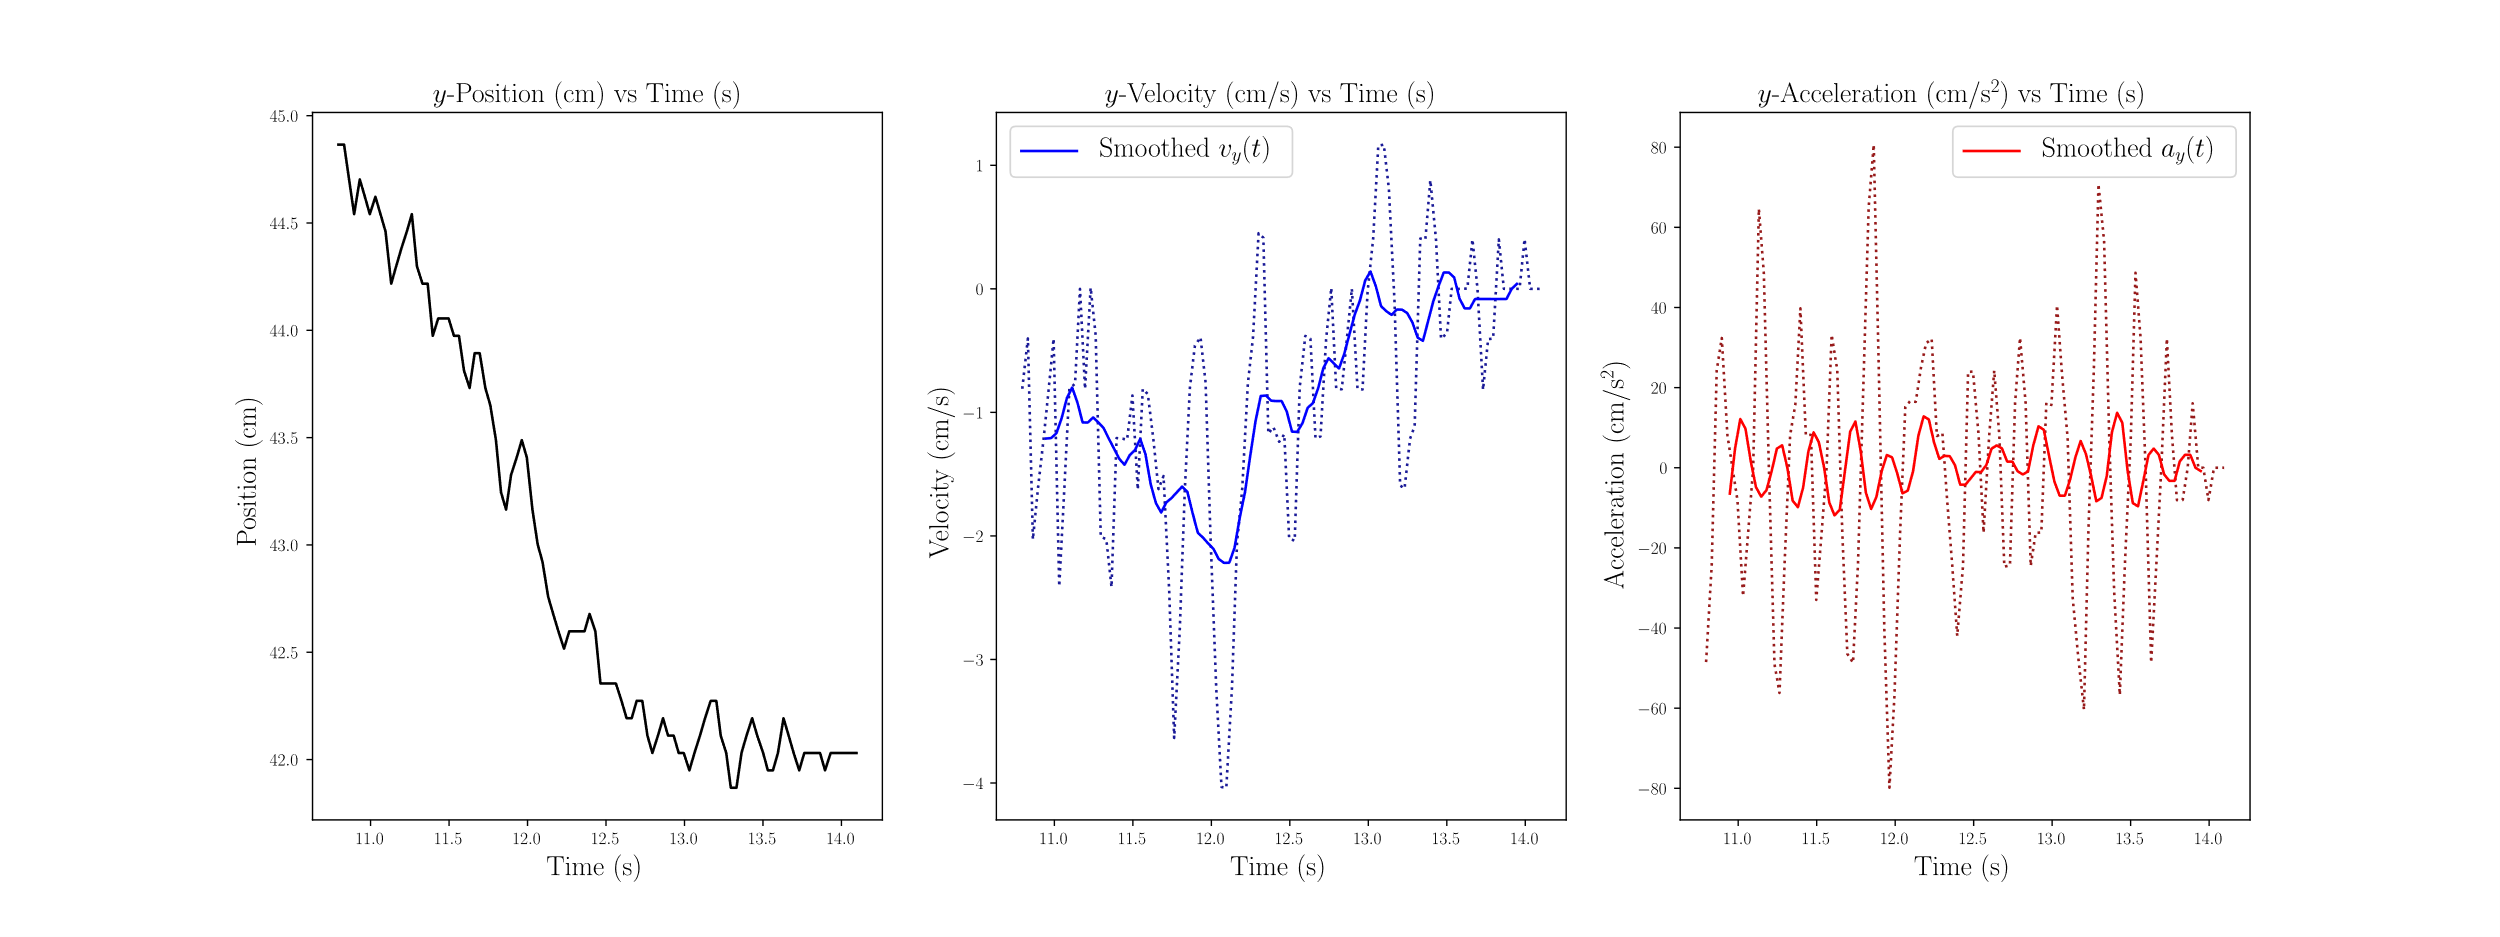 y-Position (cm) vs Time (s)
45.0
44.5
44.0
43.5
43.0
42.5
42.0
Position (cm)
11.0 11.5 12.0 12.5 13.0 13.5 14.0
Time (s)
y-Velocity (cm/s) vs Time (s)
Smoothed v_y(t)
1
0
−1
−2
−3
−4
Velocity (cm/s)
11.0 11.5 12.0 12.5 13.0 13.5 14.0
Time (s)
y-Acceleration (cm/s²) vs Time (s)
Smoothed a_y(t)
80
60
40
20
0
−20
−40
−60
−80
Acceleration (cm/s²)
11.0 11.5 12.0 12.5 13.0 13.5 14.0
Time (s)